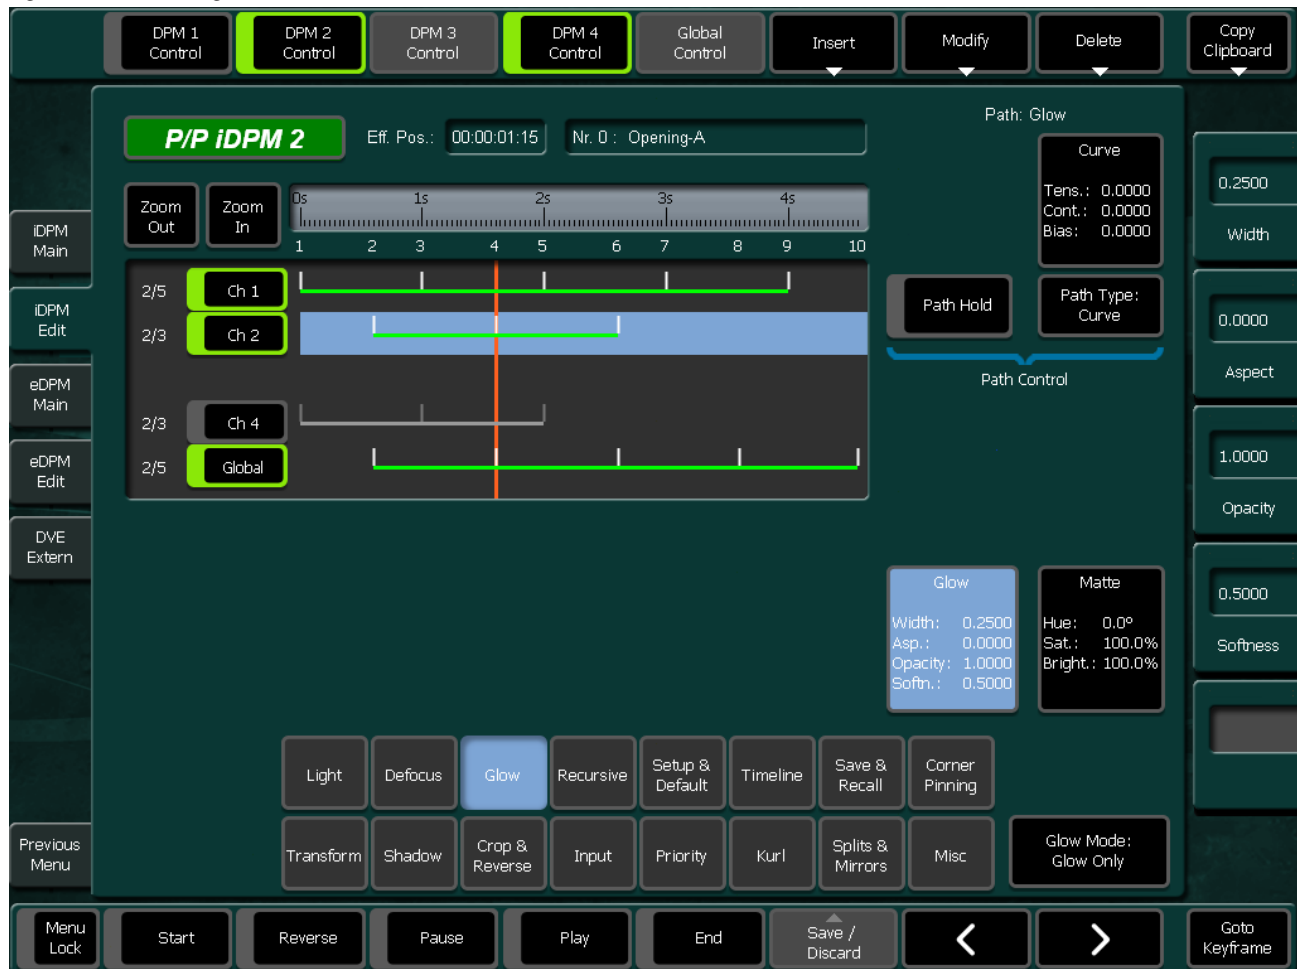 DPM 1
Control
DPM 2
Control
DPM 3
Control
DPM 4
Control
Global
Control
Insert
Modify
Delete
Copy
Clipboard
P/P iDPM 2
Eff. Pos.: 00:00:01:15
Nr. 0 : Opening-A
Path: Glow
Curve
Tens.: 0.0000
Cont.: 0.0000
Bias: 0.0000
Zoom
Out
Zoom
In
0s 1s 2s 3s 4s
1 2 3 4 5 6 7 8 9 10
2/5 Ch 1
2/3 Ch 2
2/3 Ch 4
2/5 Global
Path Hold
Path Type:
Curve
Path Control
iDPM
Main
iDPM
Edit
eDPM
Main
eDPM
Edit
DVE
Extern
Previous
Menu
0.2500
Width
0.0000
Aspect
1.0000
Opacity
0.5000
Softness
Glow
Width: 0.2500
Asp.: 0.0000
Opacity: 1.0000
Softn.: 0.5000
Matte
Hue: 0.0°
Sat.: 100.0%
Bright.: 100.0%
Light
Defocus
Glow
Recursive
Setup &
Default
Timeline
Save &
Recall
Corner
Pinning
Transform
Shadow
Crop &
Reverse
Input
Priority
Kurl
Splits &
Mirrors
Misc
Glow Mode:
Glow Only
Menu
Lock
Start
Reverse
Pause
Play
End
Save /
Discard
<
>
Goto
Keyframe